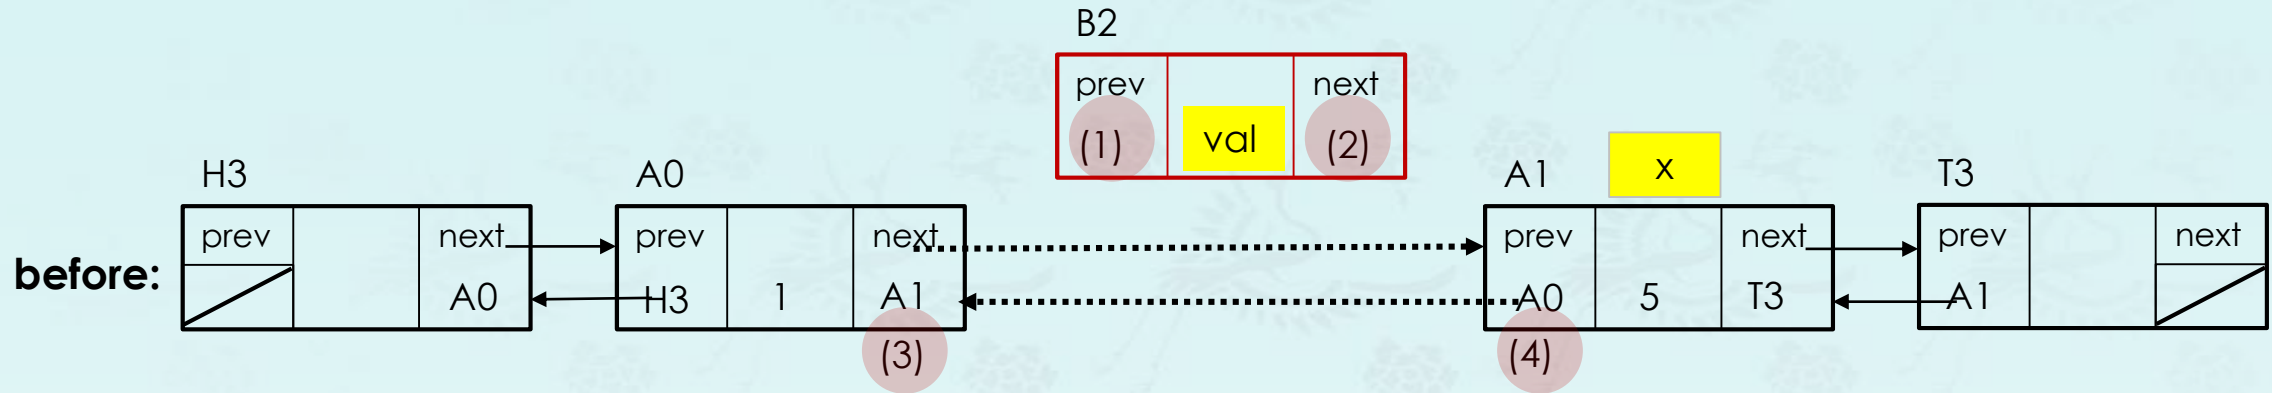 B2
prev next
(1) val (2)
H3 A0 A1 x T3
before: prev next prev next prev next prev next
A0 H3 1 A1 A0 5 T3 A1
(3) (4)